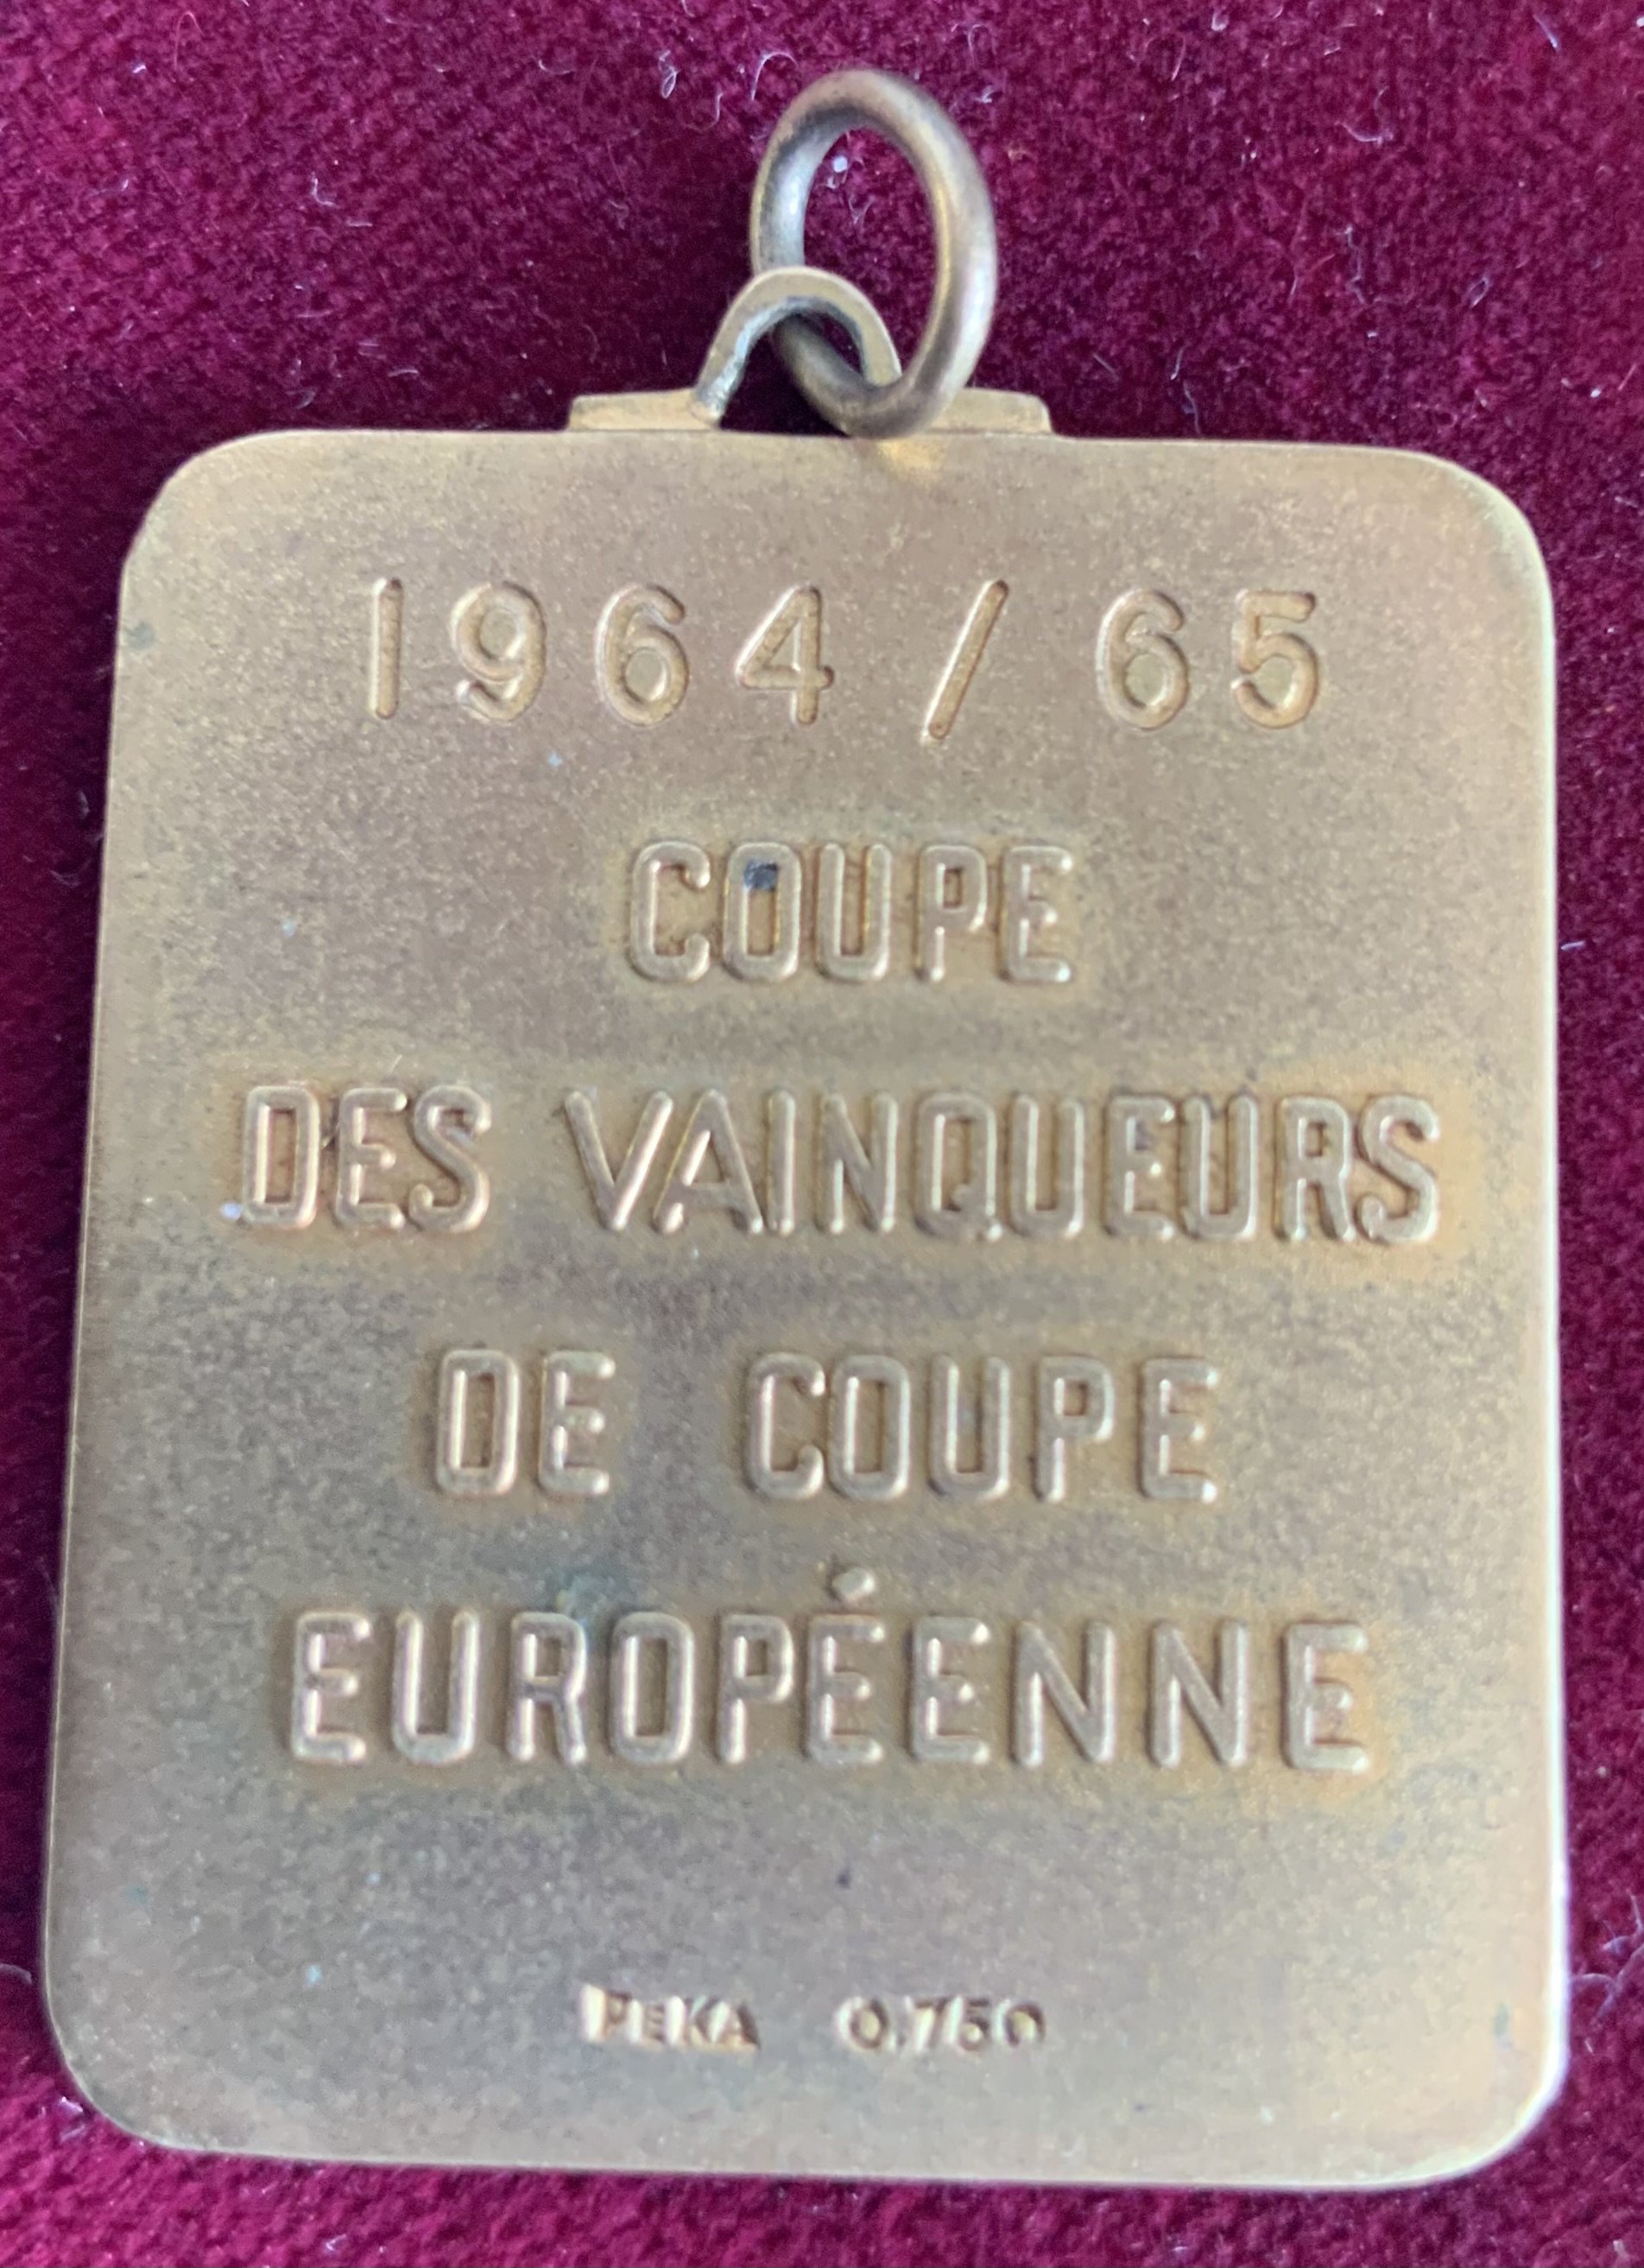 1964 / 65
COUPE
DES VAINQUEURS
DE COUPE
EUROPÉENNE
PEKA 0.750